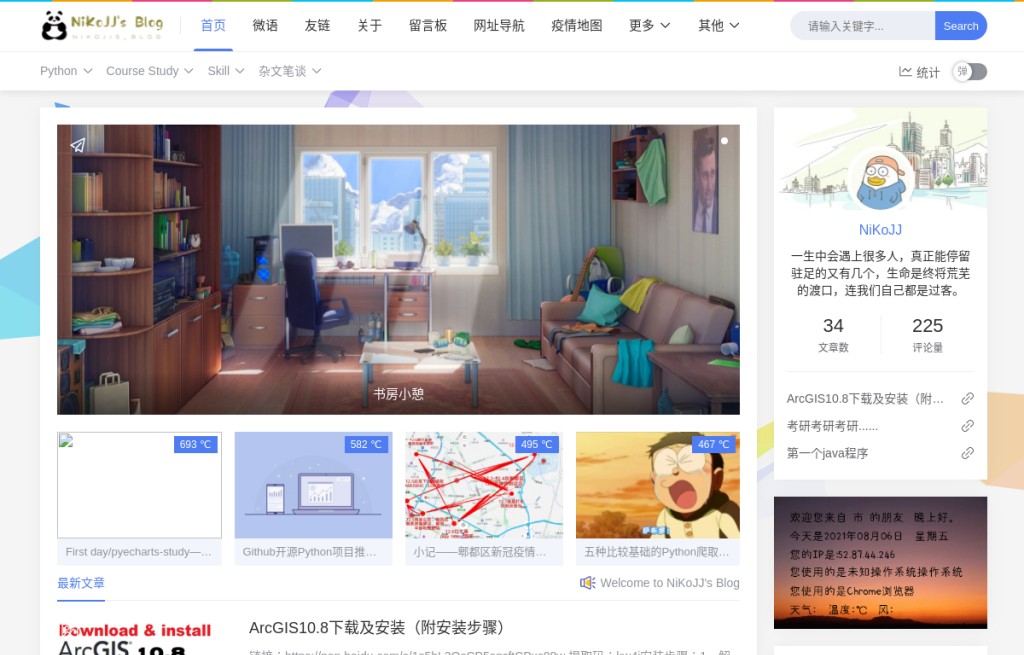 NiKoJJ's Blog
NIKOJJS_BLOG
首页
微语
友链
关于
留言板
网址导航
疫情地图
更多
其他
请输入关键字...
Search
Python
Course Study
Skill
杂文笔谈
统计
弹
书房小憩
693 ℃
582 ℃
495 ℃
467 ℃
First day/pyecharts-study—...
Github开源Python项目推...
小记——郫都区新冠疫情...
五种比较基础的Python爬取...
最新文章
Welcome to NiKoJJ's Blog
Download & install
ArcGIS 10.8
ArcGIS10.8下载及安装（附安装步骤）
NiKoJJ
一生中会遇上很多人，真正能停留
驻足的又有几个，生命是终将荒芜
的渡口，连我们自己都是过客。
34
225
文章数
评论量
ArcGIS10.8下载及安装（附...
考研考研考研......
第一个java程序
欢迎您来自 市 的朋友 晚上好。
今天是2021年08月06日 星期五
您的IP是:52.87.44.246
您使用的是未知操作系统操作系统
您使用的是Chrome浏览器
天气： 温度:℃ 风: